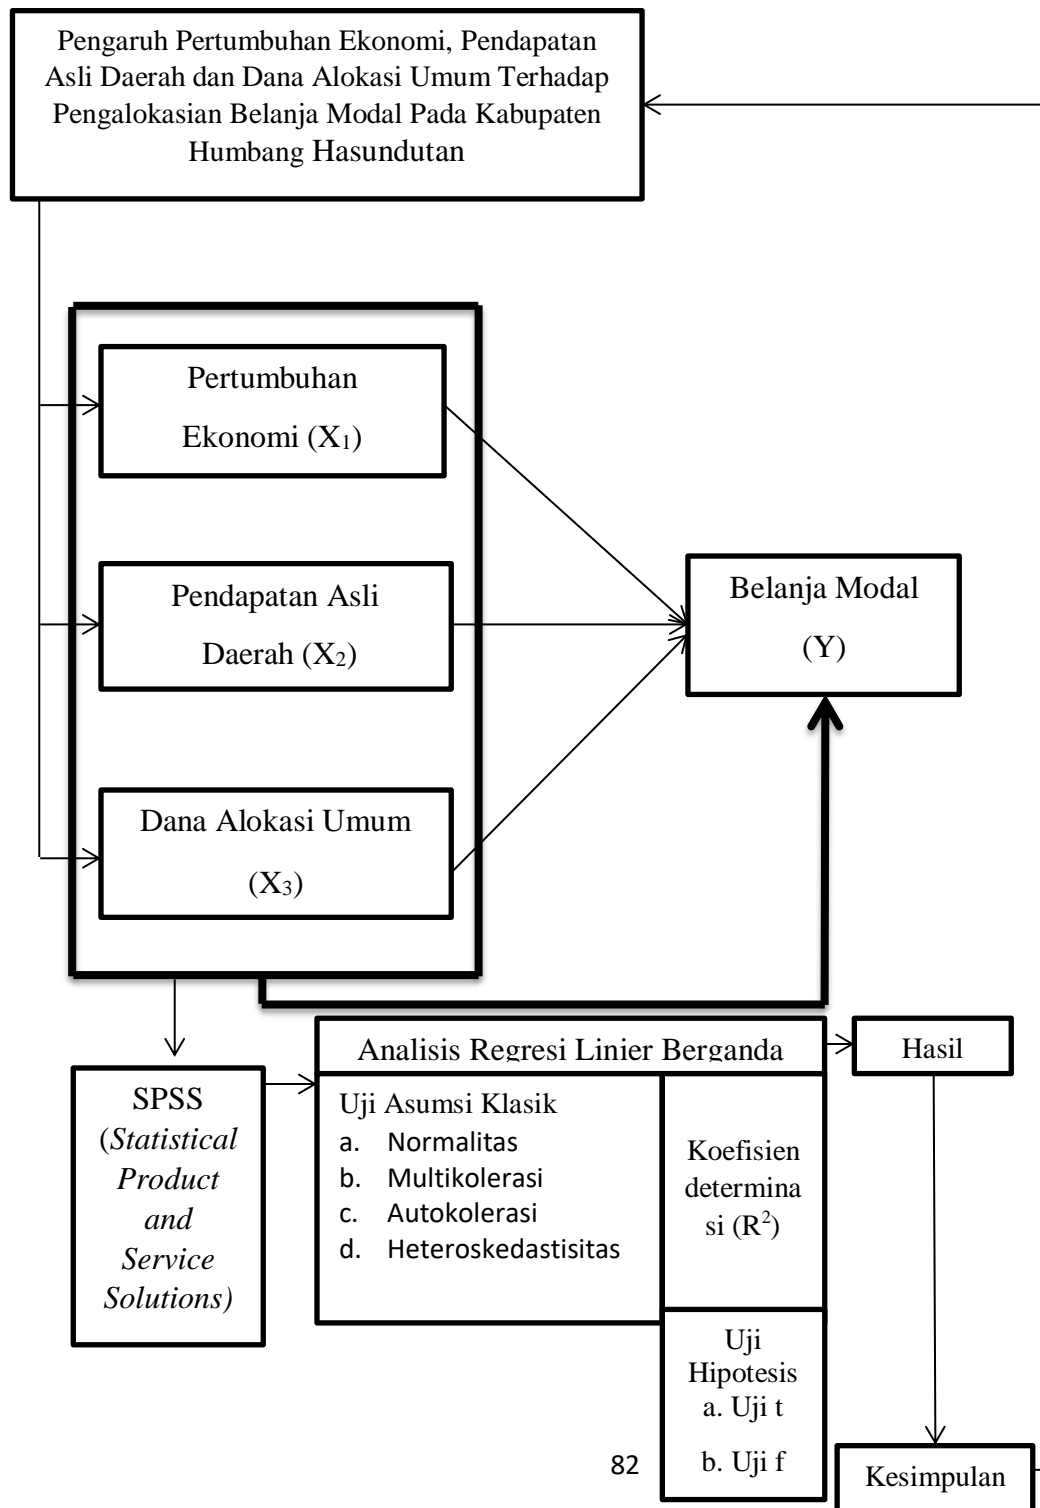 Pengaruh Pertumbuhan Ekonomi, Pendapatan
Asli Daerah dan Dana Alokasi Umum Terhadap
Pengalokasian Belanja Modal Pada Kabupaten
Humbang Hasundutan
Pertumbuhan
Ekonomi (X₁)
Pendapatan Asli
Daerah (X₂)
Belanja Modal
(Y)
Dana Alokasi Umum
(X₃)
SPSS
(Statistical
Product
and
Service
Solutions)
Analisis Regresi Linier Berganda
Uji Asumsi Klasik
a. Normalitas
b. Multikolerasi
c. Autokolerasi
d. Heteroskedastisitas
Koefisien
determina
si (R²)
Uji
Hipotesis
a. Uji t
b. Uji f
Hasil
Kesimpulan
82